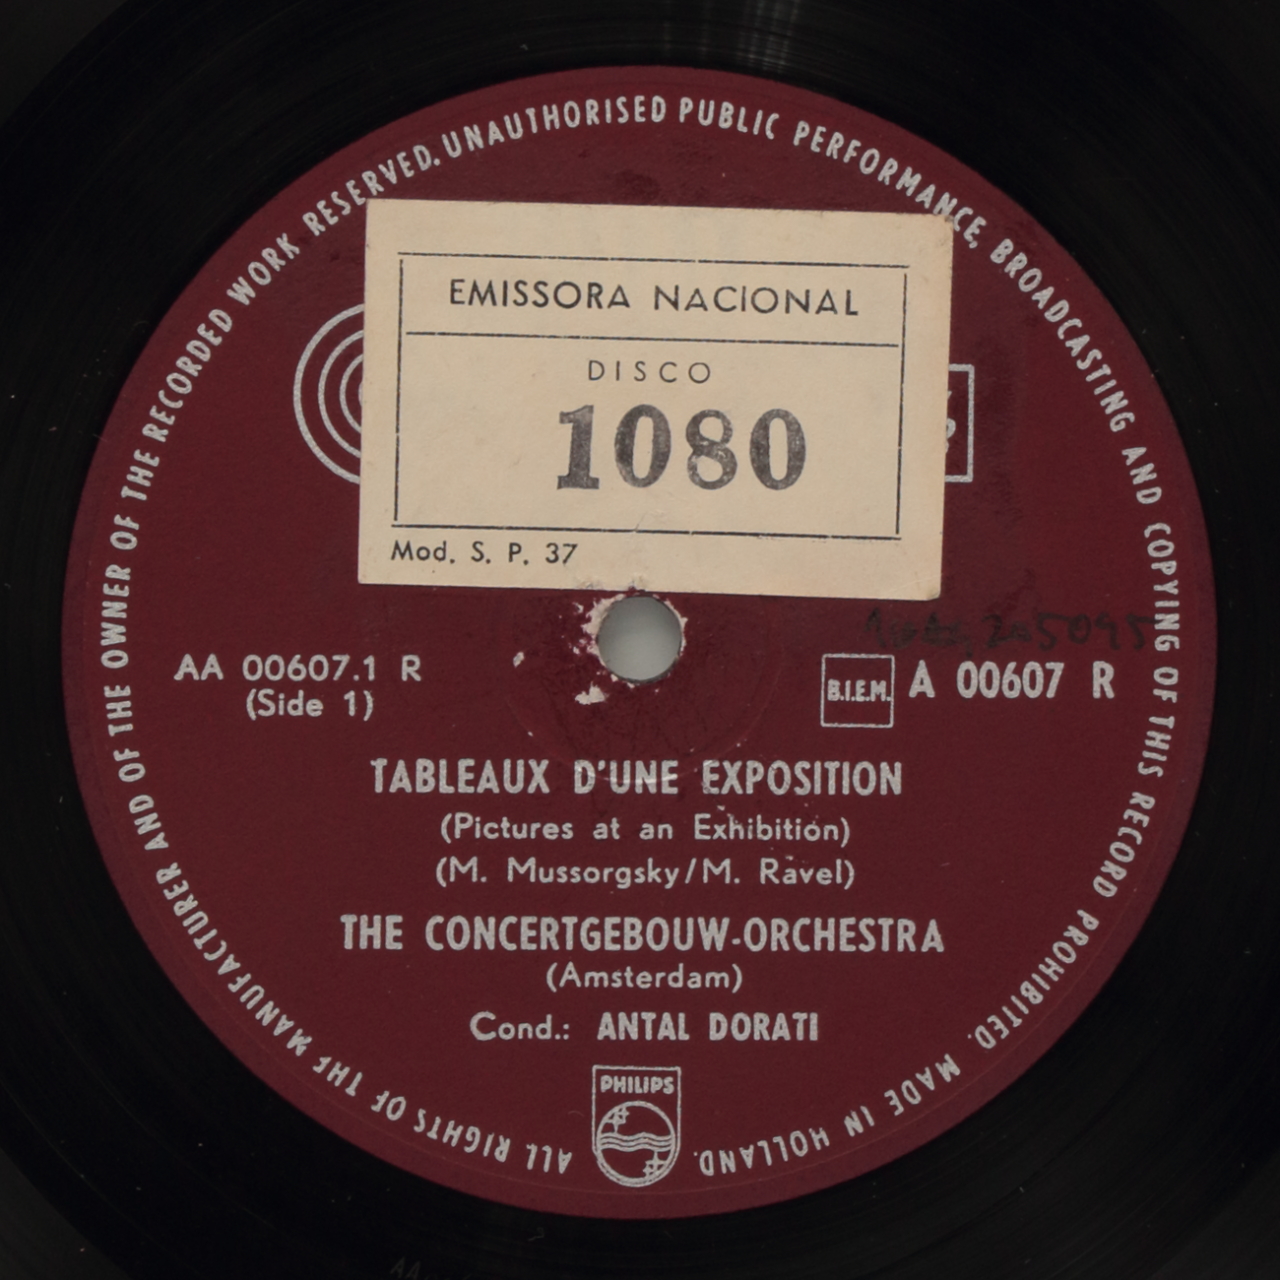 ALL RIGHTS OF THE MANUFACTURER AND OF THE OWNER OF THE RECORDED WORK RESERVED. UNAUTHORISED PUBLIC PERFORMANCE, BROADCASTING AND COPYING OF THIS RECORD PROHIBITED. MADE IN HOLLAND.
EMISSORA NACIONAL
DISCO
1080
Mod. S. P. 37
AA 00607.1 R
(Side 1)
B.I.E.M.
A 00607 R
TABLEAUX D'UNE EXPOSITION
(Pictures at an Exhibition)
(M. Mussorgsky/M. Ravel)
THE CONCERTGEBOUW-ORCHESTRA
(Amsterdam)
Cond.: ANTAL DORATI
PHILIPS